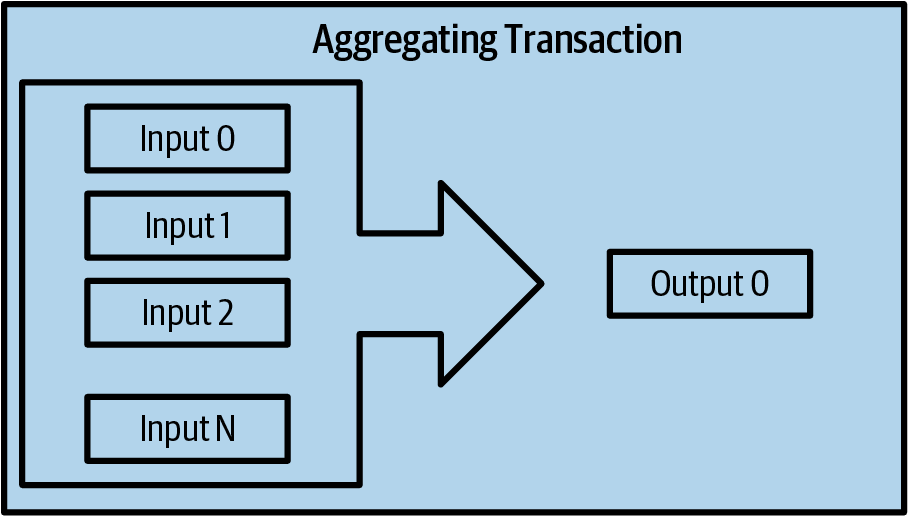 Aggregating Transaction
Input 0
Input 1
Input 2
Input N
Output 0